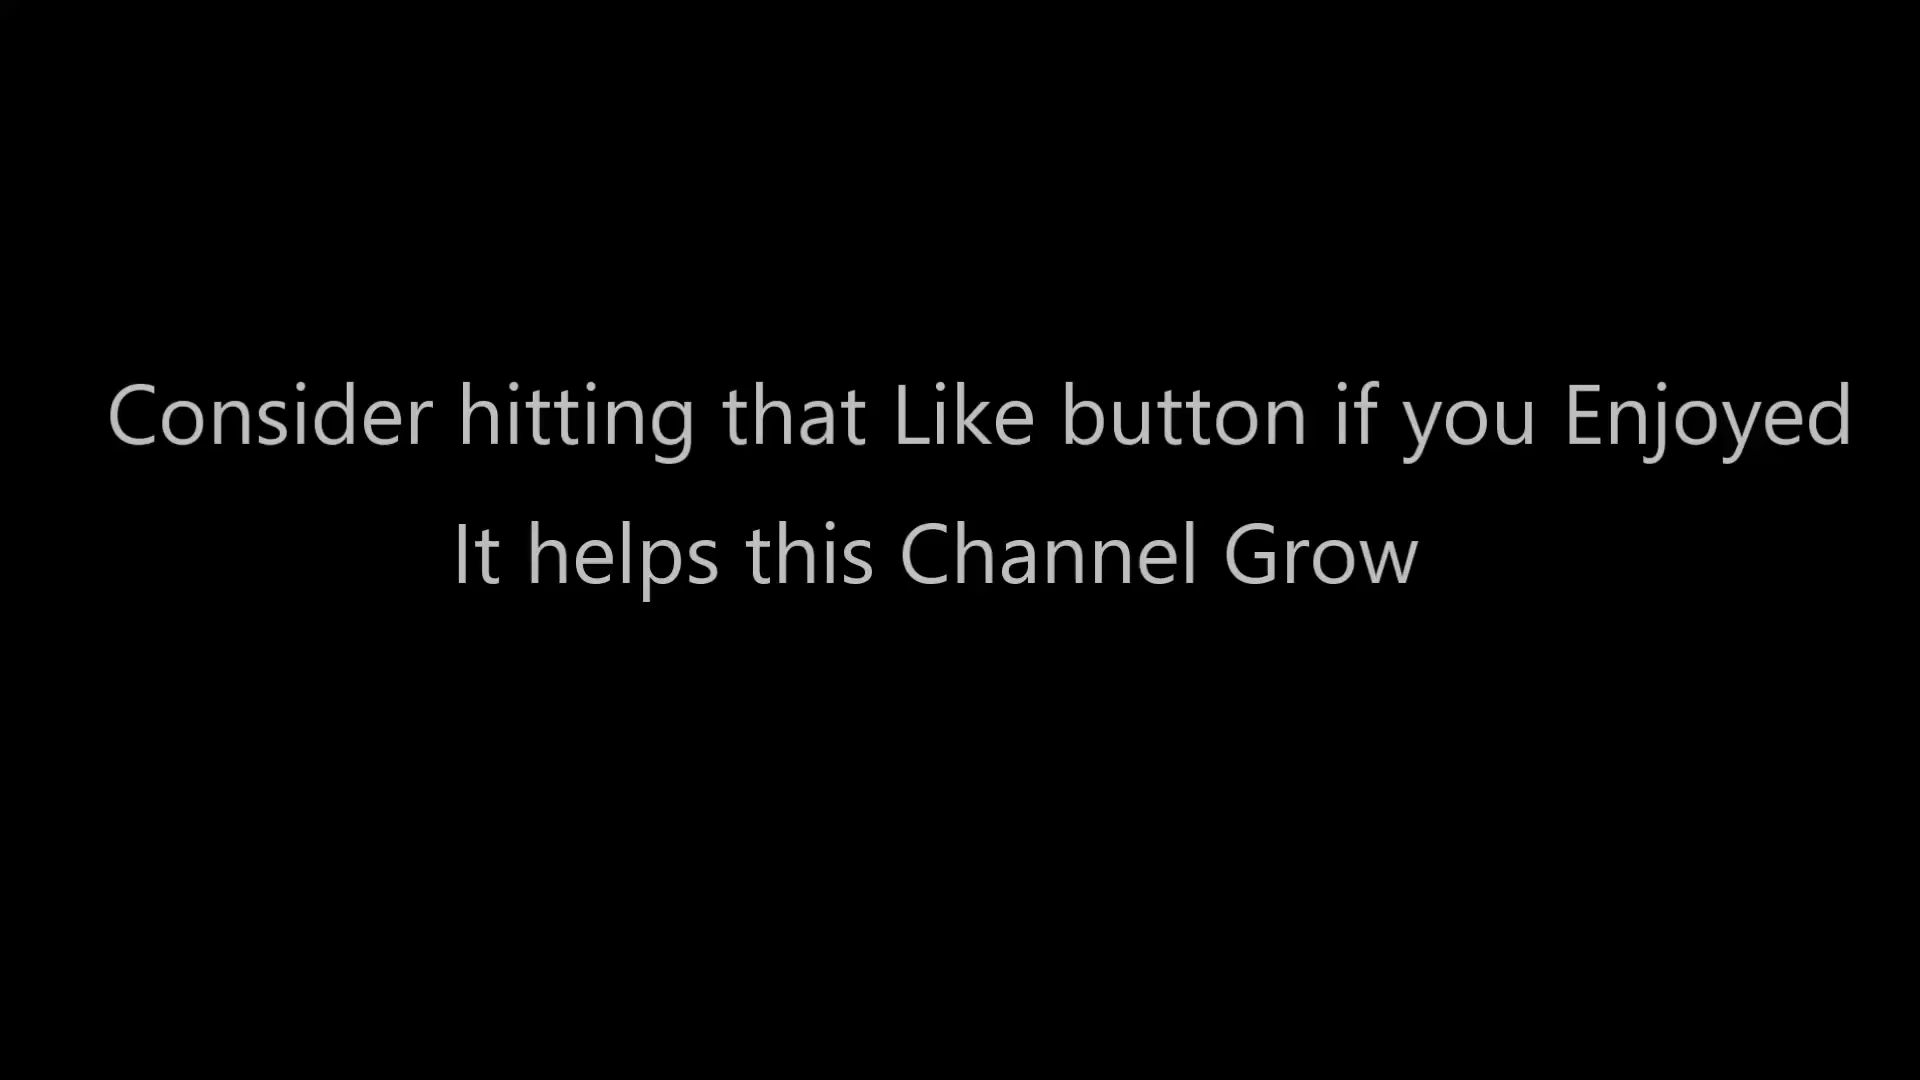 Consider hitting that Like button if you Enjoyed
It helps this Channel Grow